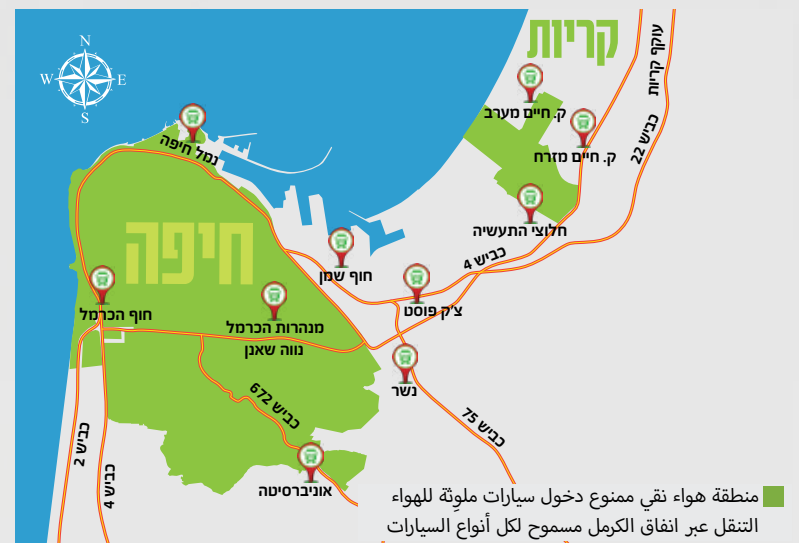 קריות
עוקף קריות
N
W E
S
ק. חיים מערב
כביש 22
נמל חיפה
ק. חיים מזרח
חיפה
חלוצי התעשיה
כביש 4
חוף שמן
חוף הכרמל
צ'ק פוסט
מנהרות הכרמל
נווה שאנן
נשר
כביש 672
כביש 75
כביש 2
כביש 4
אוניברסיטה
منطقة هواء نقي ممنوع دخول سيارات ملوِثة للهواء
التنقل عبر انفاق الكرمل مسموح لكل أنواع السيارات